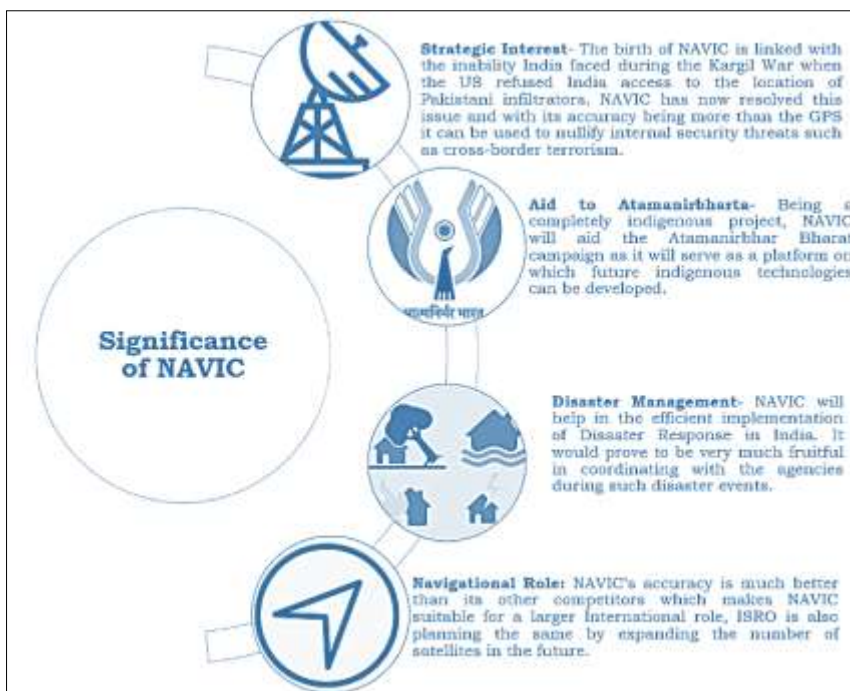 Strategic Interest- The birth of NAVIC is linked with
the inability India faced during the Kargil War when
the US refused India access to the location of
Pakistani infiltrators. NAVIC has now resolved this
issue and with its accuracy being more than the GPS
it can be used to nullify internal security threats such
as cross-border terrorism.
Aid to Atamanirbharta- Being a
completely indigenous project, NAVIC
will aid the Atamanirbhar Bharat
campaign as it will serve as a platform on
which future indigenous technologies
can be developed.
आत्मनिर्भर भारत
Significance
of NAVIC
Disaster Management- NAVIC will
help in the efficient implementation
of Disaster Response in India. It
would prove to be very much fruitful
in coordinating with the agencies
during such disaster events.
Navigational Role: NAVIC's accuracy is much better
than its other competitors which makes NAVIC
suitable for a larger International role, ISRO is also
planning the same by expanding the number of
satellites in the future.